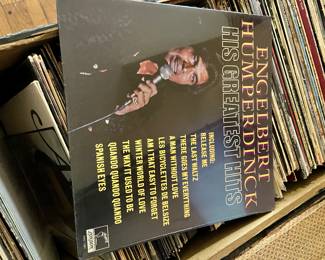 ENGELBERT
HUMPERDINCK
HIS GREATEST HITS
INCLUDING:
RELEASE ME
THE LAST WALTZ
THERE GOES MY EVERYTHING
A MAN WITHOUT LOVE
LES BICYCLETTES DE BELSIZE
AM I THAT EASY TO FORGET
WINTER WORLD OF LOVE
THE WAY IT USED TO BE
QUANDO QUANDO QUANDO
SPANISH EYES